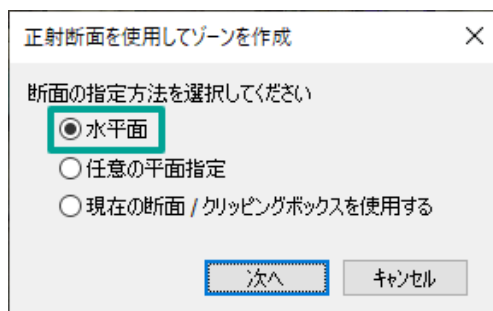 正射断面を使用してゾーンを作成
断面の指定方法を選択してください
水平面
任意の平面指定
現在の断面 / クリッピングボックスを使用する
次へ キャンセル